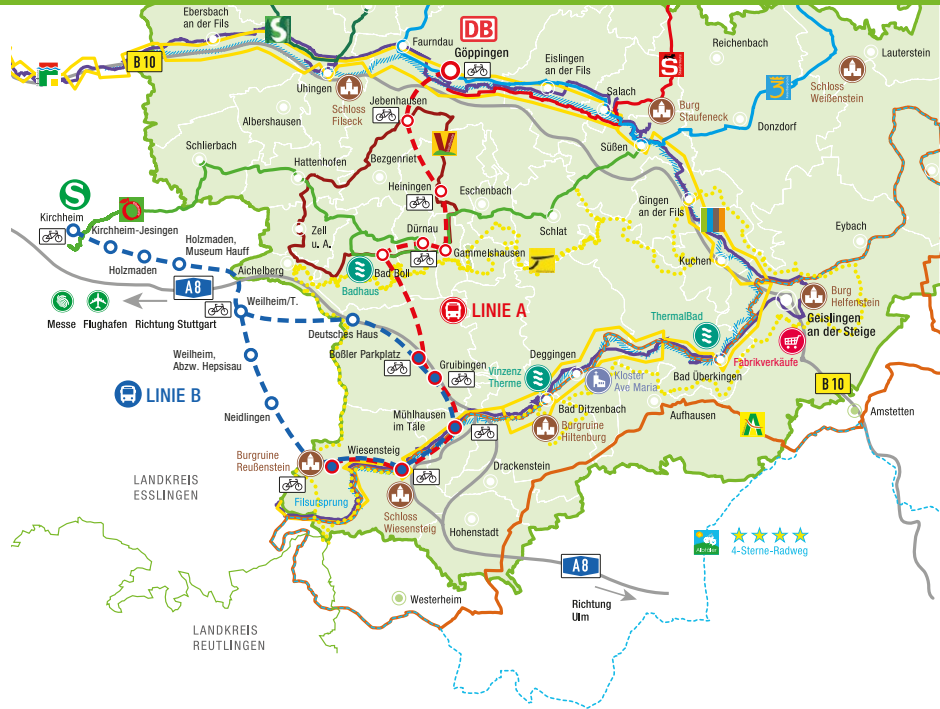 Ebersbach
an der Fils
S
DB
Faurndau
Göppingen
Reichenbach
Lauterstein
B 10
F
Eislingen
an der Fils
S
Uhingen
Schloss
Filseck
Jebenhausen
Salach
Burg
Staufeneck
3
Schloss
Weißenstein
Albershausen
Donzdorf
Schlierbach
Hattenhofen
Bezgenriet
V
Süßen
Heiningen
Eschenbach
S
Kirchheim
Kirchheim-Jesingen
Gingen
an der Fils
Holzmaden,
Museum Hauff
Zell
u. A.
Dürnau
Schlat
Eybach
Holzmaden
Gammelshausen
Kuchen
Aichelberg
Bad Boll
Badhaus
A8
Burg
Helfenstein
Messe
Flughafen
Richtung Stuttgart
Weilheim/T.
LINIE A
ThermalBad
Geislingen
an der Steige
Deutsches Haus
Boßler Parkplatz
Gruibingen
Deggingen
Weilheim,
Abzw. Hepsisau
Vinzenz
Therme
Kloster
Ave Maria
Bad Überkingen
Fabrikverkäufe
LINIE B
B 10
Neidlingen
Mühlhausen
im Täle
Bad Ditzenbach
Aufhausen
Amstetten
Burgruine
Hiltenburg
A
Burgruine
Reußenstein
Wiesensteig
Drackenstein
LANDKREIS
ESSLINGEN
Filsursprung
Schloss
Wiesensteig
Hohenstadt
Albtäler
4-Sterne-Radweg
A8
Westerheim
Richtung
Ulm
LANDKREIS
REUTLINGEN